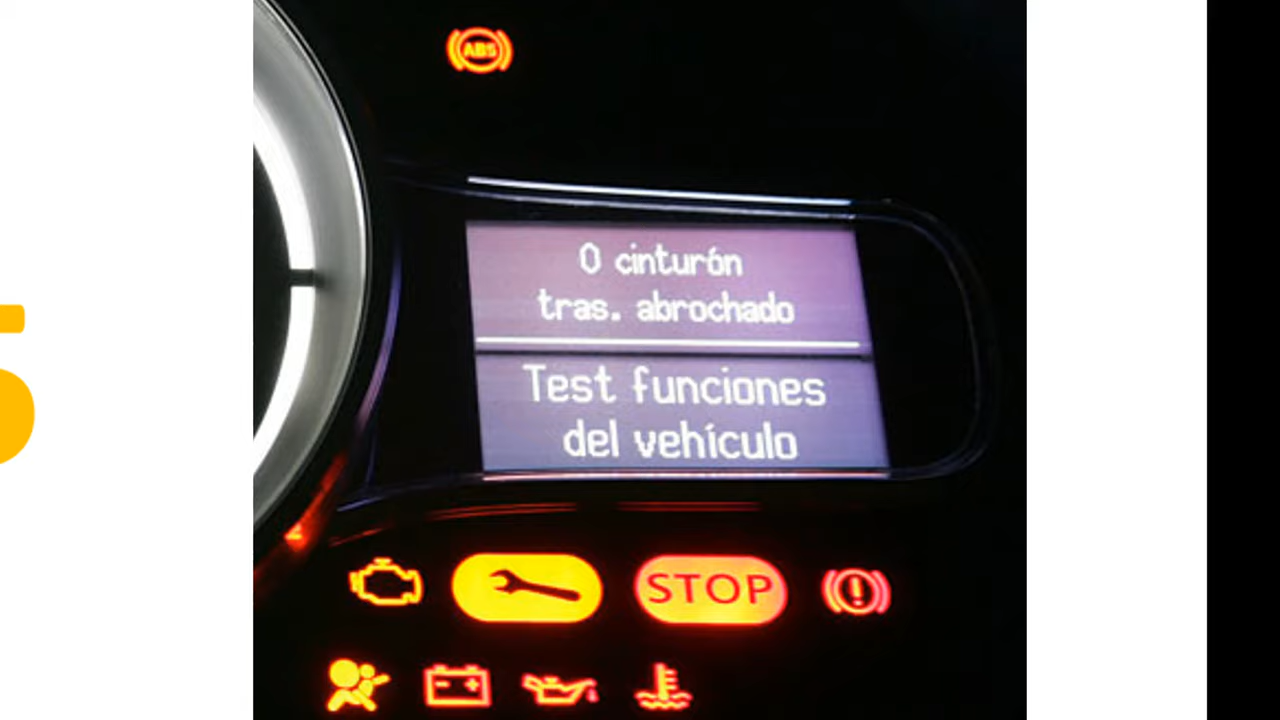 ABS
0 cinturón
tras. abrochado
Test funciones
del vehículo
STOP